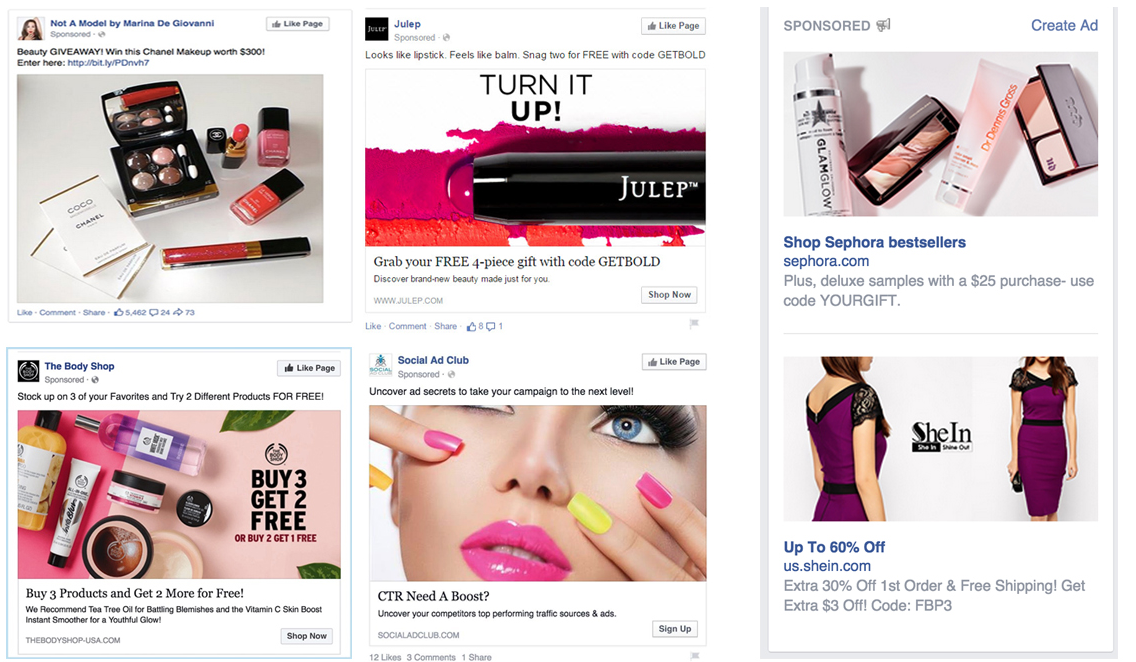 Not A Model by Marina De Giovanni
Like Page
Sponsored ·
Beauty GIVEAWAY! Win this Chanel Makeup worth $300!
Enter here: http://bit.ly/PDnvh7
COCO
CHANEL
Like · Comment · Share · 5,462 24 73
Julep
JULEP
Like Page
Sponsored ·
Looks like lipstick. Feels like balm. Snag two for FREE with code GETBOLD
TURN IT
UP!
JULEP™
Grab your FREE 4-piece gift with code GETBOLD
Discover brand-new beauty made just for you.
WWW.JULEP.COM
Shop Now
Like · Comment · Share · 8 1
The Body Shop
Like Page
Sponsored ·
Stock up on 3 of your Favorites and Try 2 Different Products FOR FREE!
THE
BODY
SHOP
BUY 3
GET 2
FREE
OR BUY 2 GET 1 FREE
Buy 3 Products and Get 2 More for Free!
We Recommend Tea Tree Oil for Battling Blemishes and the Vitamin C Skin Boost
Instant Smoother for a Youthful Glow!
THEBODYSHOP-USA.COM
Shop Now
Social Ad Club
SOCIAL
Like Page
Sponsored ·
Uncover ad secrets to take your campaign to the next level!
CTR Need A Boost?
Uncover your competitors top performing traffic sources & ads.
SOCIALADCLUB.COM
Sign Up
12 Likes 3 Comments 1 Share
SPONSORED
Create Ad
GLAMGLOW
Dr Dennis Gross
Shop Sephora bestsellers
sephora.com
Plus, deluxe samples with a $25 purchase- use
code YOURGIFT.
SheIn
She In Shine Out
Up To 60% Off
us.shein.com
Extra 30% Off 1st Order & Free Shipping! Get
Extra $3 Off! Code: FBP3